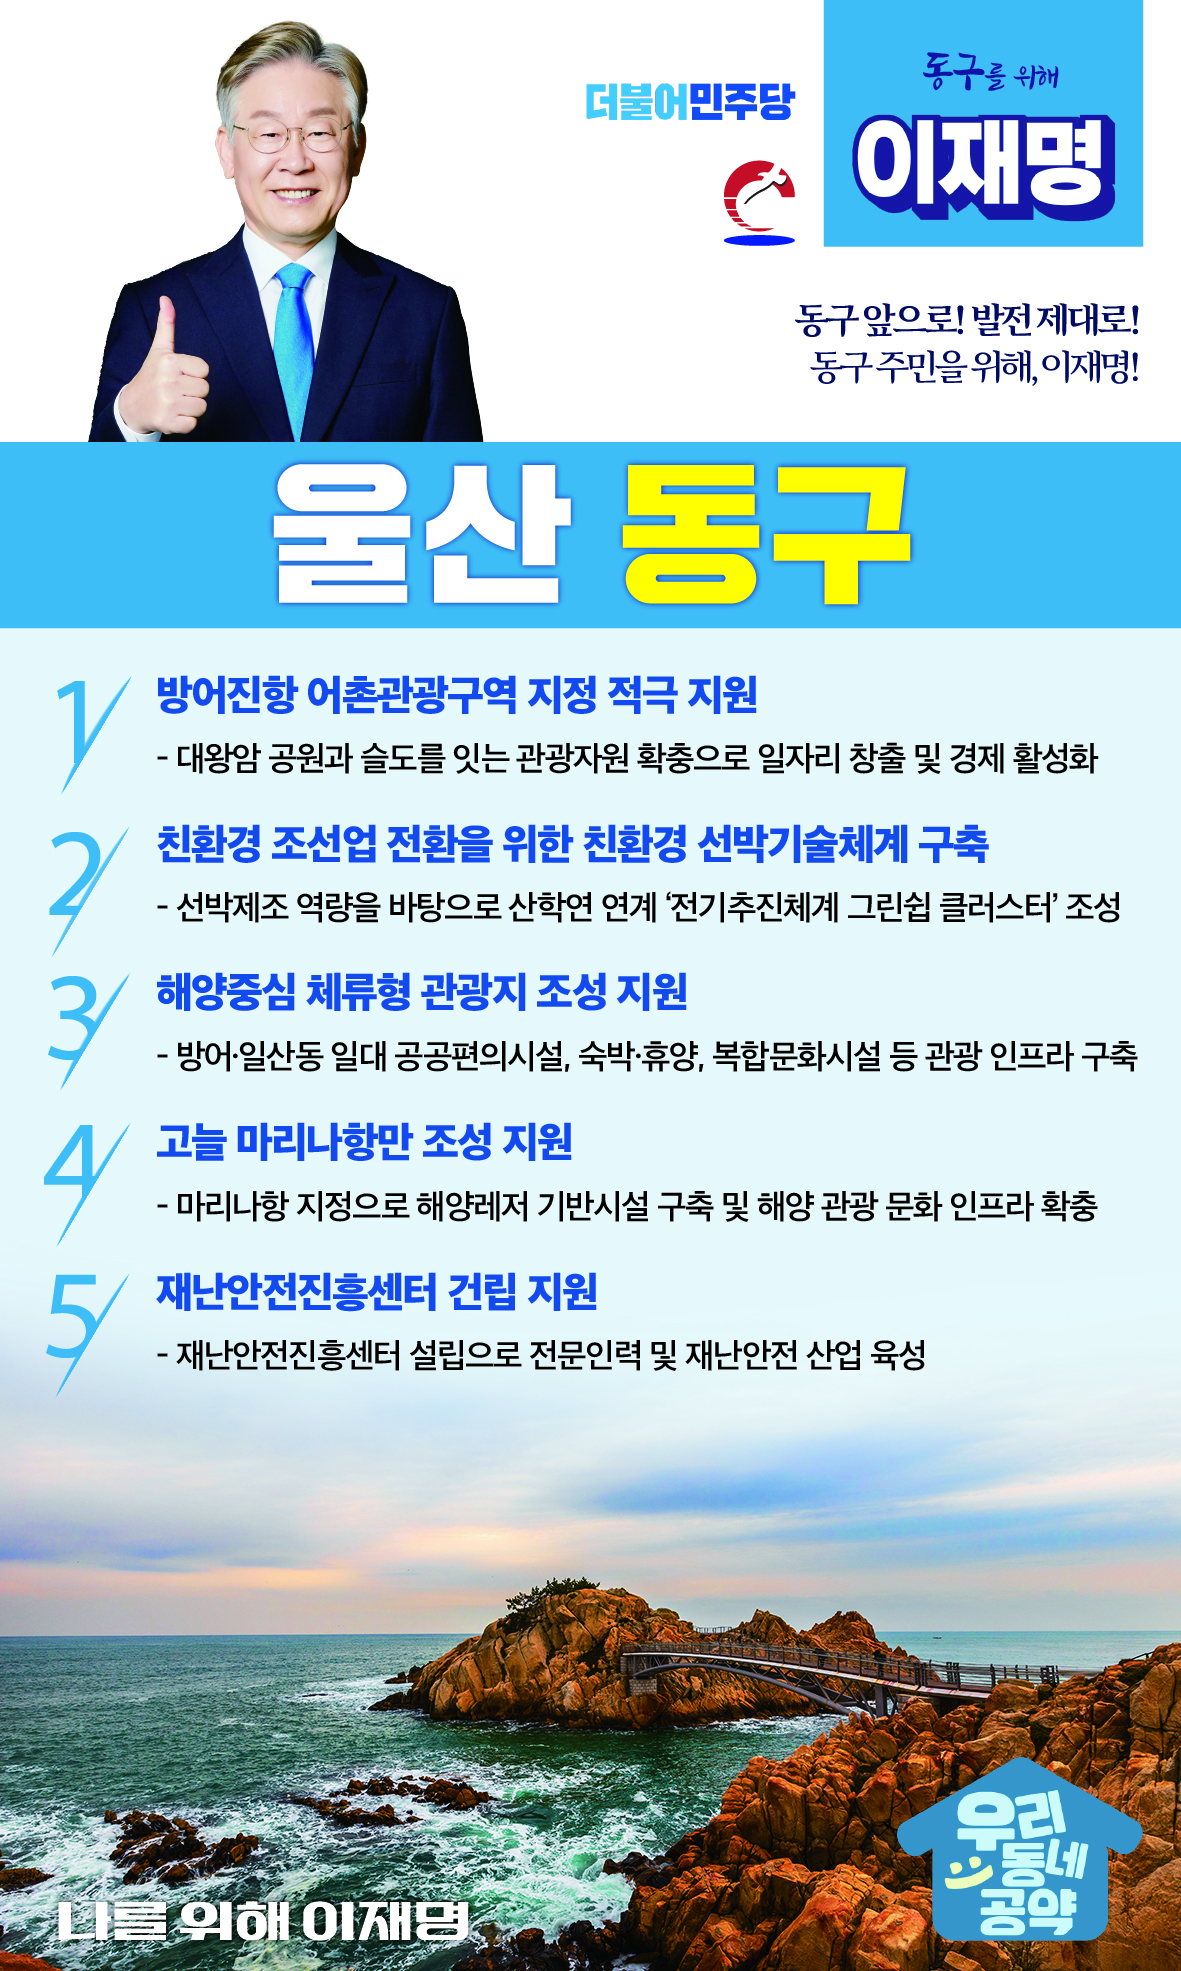 더불어민주당
동구를 위해
이재명
동구 앞으로! 발전 제대로!
동구 주민을 위해, 이재명!
울산 동구
1 방어진항 어촌관광구역 지정 적극 지원
- 대왕암 공원과 슬도를 잇는 관광자원 확충으로 일자리 창출 및 경제 활성화
2 친환경 조선업 전환을 위한 친환경 선박기술체계 구축
- 선박제조 역량을 바탕으로 산학연 연계 ‘전기추진체계 그린쉽 클러스터’ 조성
3 해양중심 체류형 관광지 조성 지원
- 방어·일산동 일대 공공편의시설, 숙박·휴양, 복합문화시설 등 관광 인프라 구축
4 고늘 마리나항만 조성 지원
- 마리나항 지정으로 해양레저 기반시설 구축 및 해양 관광 문화 인프라 확충
5 재난안전진흥센터 건립 지원
- 재난안전진흥센터 설립으로 전문인력 및 재난안전 산업 육성
나를 위해 이재명
우리
동네
공약